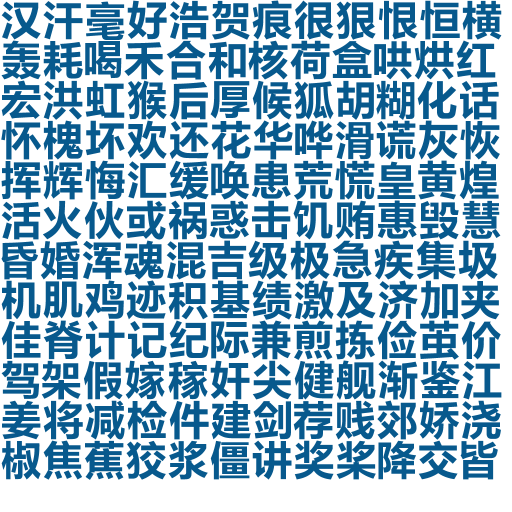 汉汗毫好浩贺痕很狠恨恒横
轰耗喝禾合和核荷盒哄烘红
宏洪虹猴后厚候狐胡糊化话
怀槐坏欢还花华哗滑谎灰恢
挥辉悔汇缓唤患荒慌皇黄煌
活火伙或祸惑击饥贿惠毁慧
昏婚浑魂混吉级极急疾集圾
机肌鸡迹积基绩激及济加夹
佳脊计记纪际兼煎拣俭茧价
驾架假嫁稼奸尖健舰渐鉴江
姜将减检件建剑荐贱郊娇浇
椒焦蕉狡浆僵讲奖桨降交皆